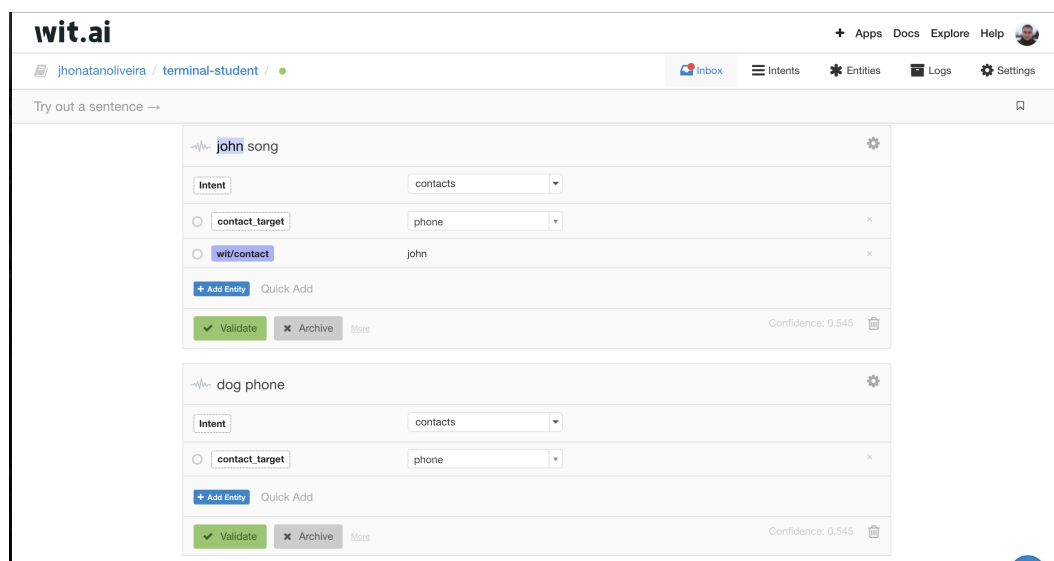 wit.ai
+ Apps Docs Explore Help
jhonatanoliveira / terminal-student /
Inbox Intents Entities Logs Settings
Try out a sentence →
john song
Intent contacts
contact_target phone ×
wit/contact john ×
+ Add Entity Quick Add
Validate Archive More Confidence: 0.545
dog phone
Intent contacts
contact_target phone ×
+ Add Entity Quick Add
Validate Archive More Confidence: 0.545